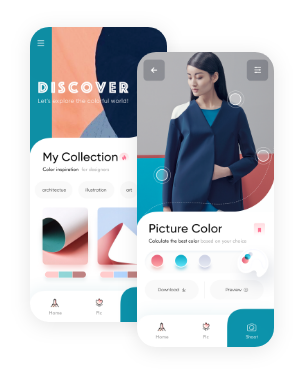 DISCOVER
Let's explore the colorful world!
My Collection
Color inspiration for designers
architecture
illustration
art
Home
Pic
Picture Color
Calculate the best color based on your choice
Download
Preview
Home
Pic
Shoot